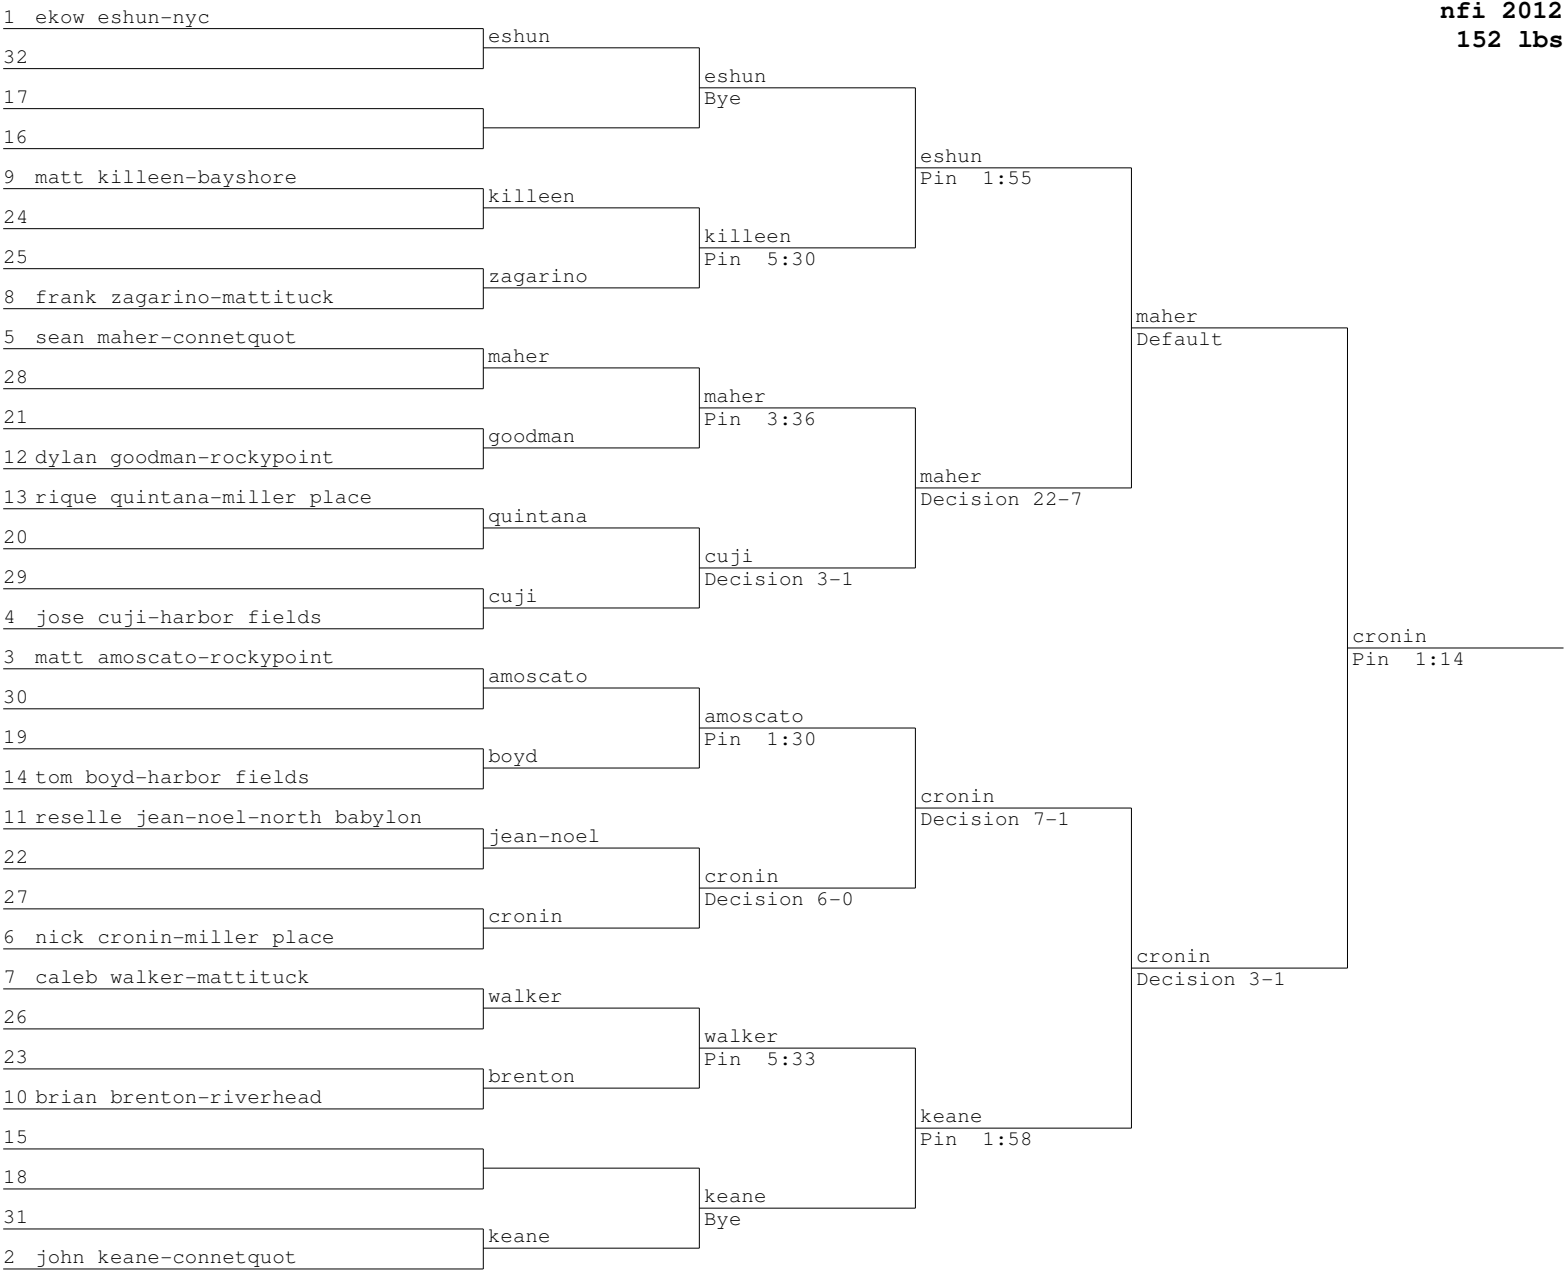 nfi 2012
152 lbs
1 ekow eshun-nyc
eshun
32
eshun
Bye
17
16
eshun
Pin 1:55
9 matt killeen-bayshore
killeen
24
killeen
Pin 5:30
25
zagarino
8 frank zagarino-mattituck
maher
Default
5 sean maher-connetquot
maher
28
maher
Pin 3:36
21
goodman
12 dylan goodman-rockypoint
maher
Decision 22-7
13 rique quintana-miller place
quintana
20
cuji
Decision 3-1
29
cuji
4 jose cuji-harbor fields
cronin
Pin 1:14
3 matt amoscato-rockypoint
amoscato
30
amoscato
Pin 1:30
19
boyd
14 tom boyd-harbor fields
cronin
Decision 7-1
11 reselle jean-noel-north babylon
jean-noel
22
cronin
Decision 6-0
27
cronin
6 nick cronin-miller place
cronin
Decision 3-1
7 caleb walker-mattituck
walker
26
walker
Pin 5:33
23
brenton
10 brian brenton-riverhead
keane
Pin 1:58
15
18
keane
Bye
31
keane
2 john keane-connetquot